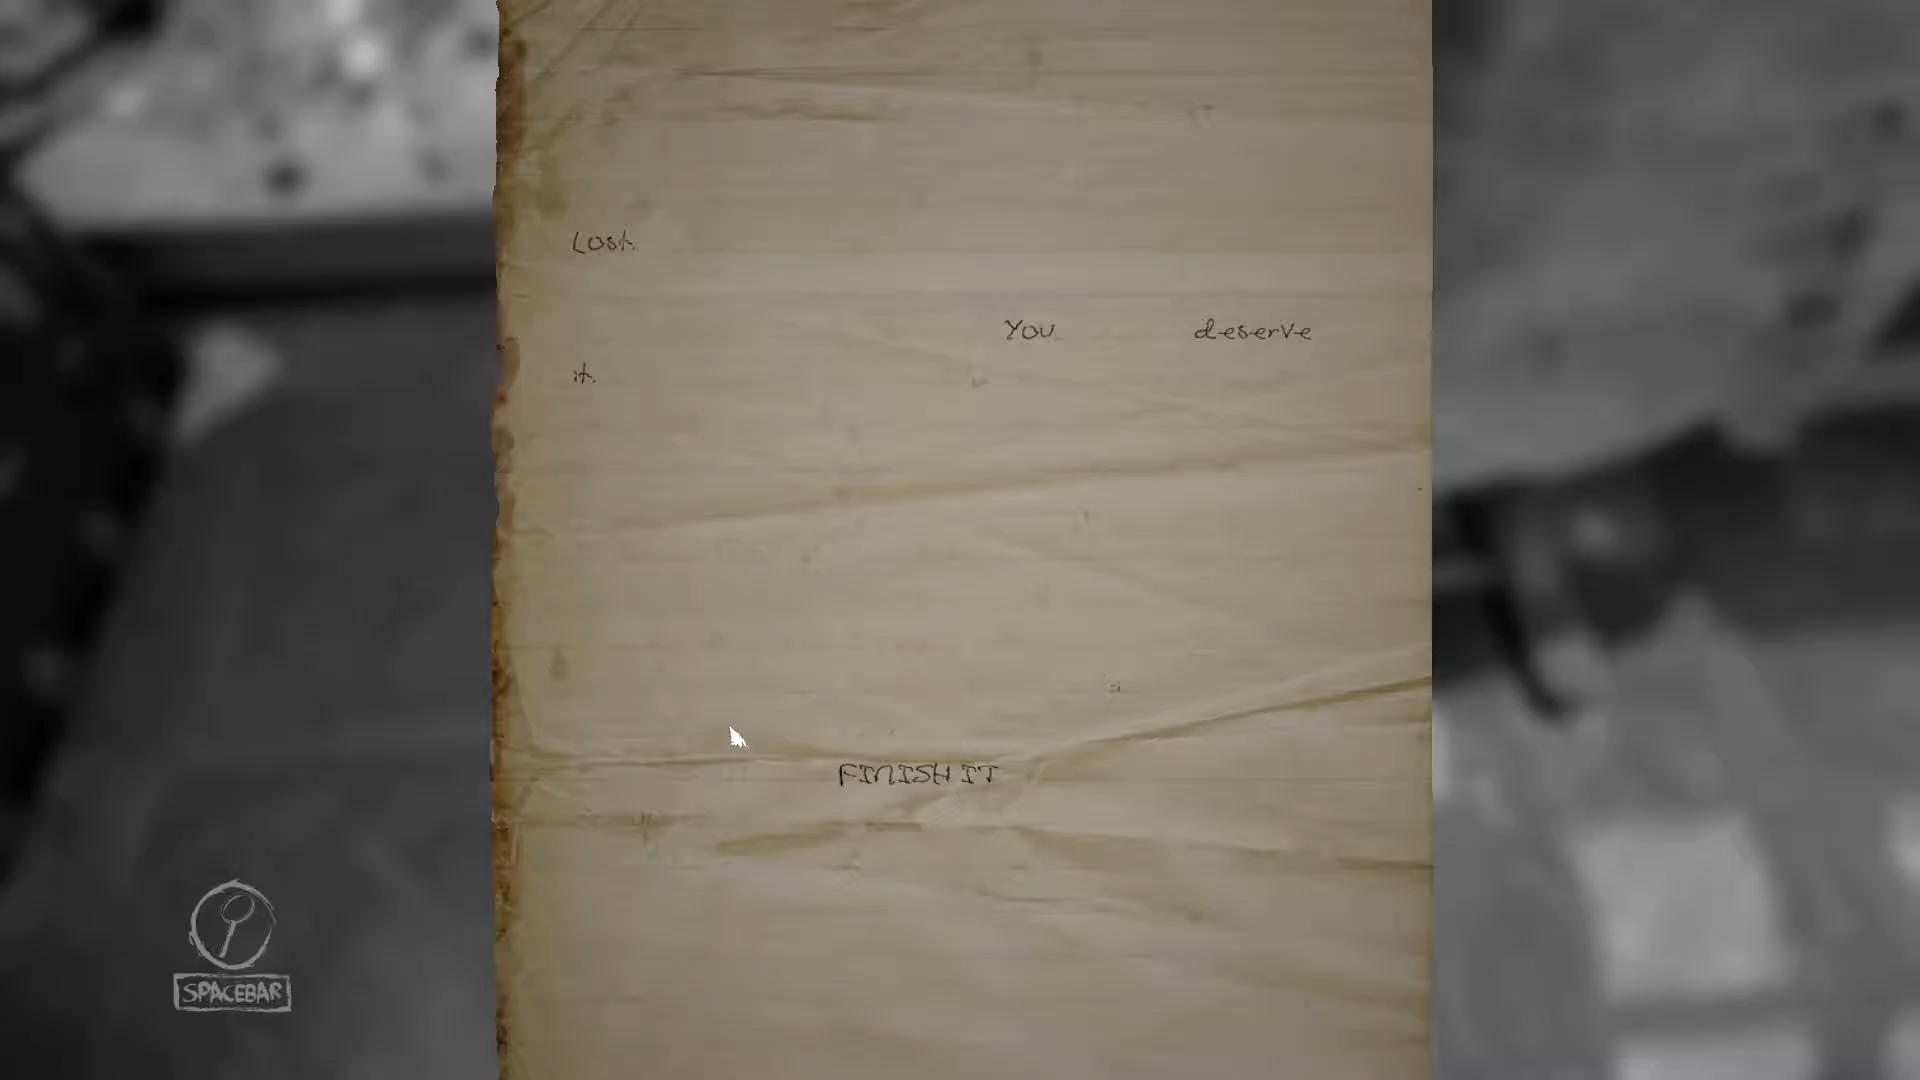 Lost
You deserve
it
FINISH IT
SPACEBAR